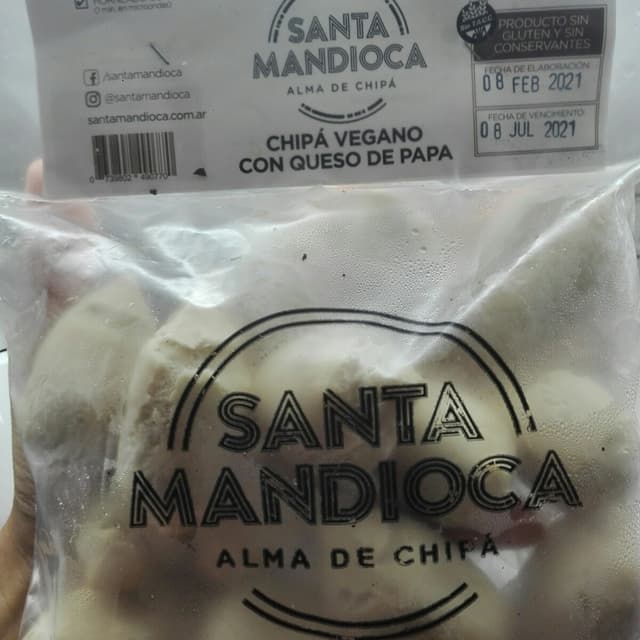 SANTA
MANDIOCA
ALMA DE CHIPÁ
CHIPÁ VEGANO
CON QUESO DE PAPA
/santamandioca
@santamandioca
santamandioca.com.ar
PRODUCTO SIN
GLUTEN Y SIN
CONSERVANTES
FECHA DE ELABORACIÓN
08 FEB 2021
FECHA DE VENCIMIENTO
08 JUL 2021
SANTA
MANDIOCA
ALMA DE CHIPÁ